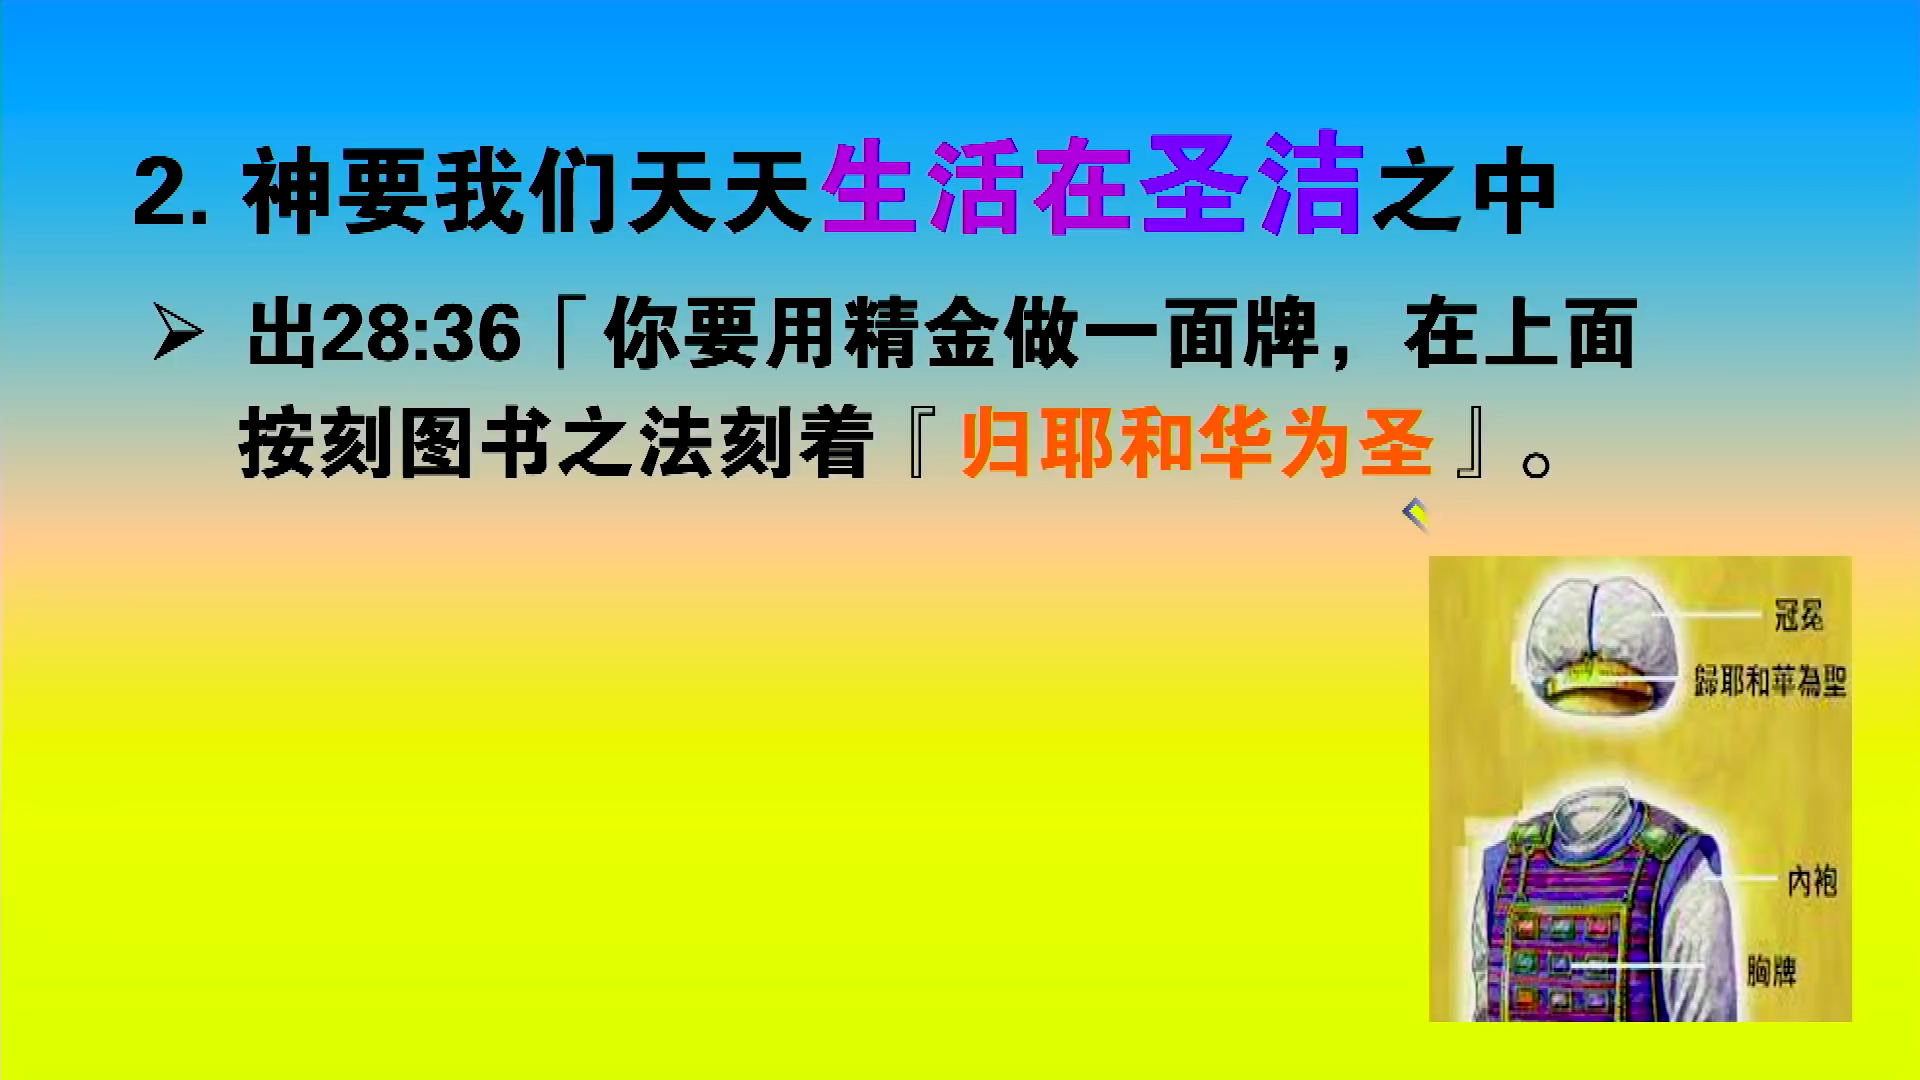 2. 神要我们天天生活在圣洁之中
➢ 出28:36「你要用精金做一面牌，在上面
按刻图书之法刻着『归耶和华为圣』。
冠冕
歸耶和華為聖
內袍
胸牌